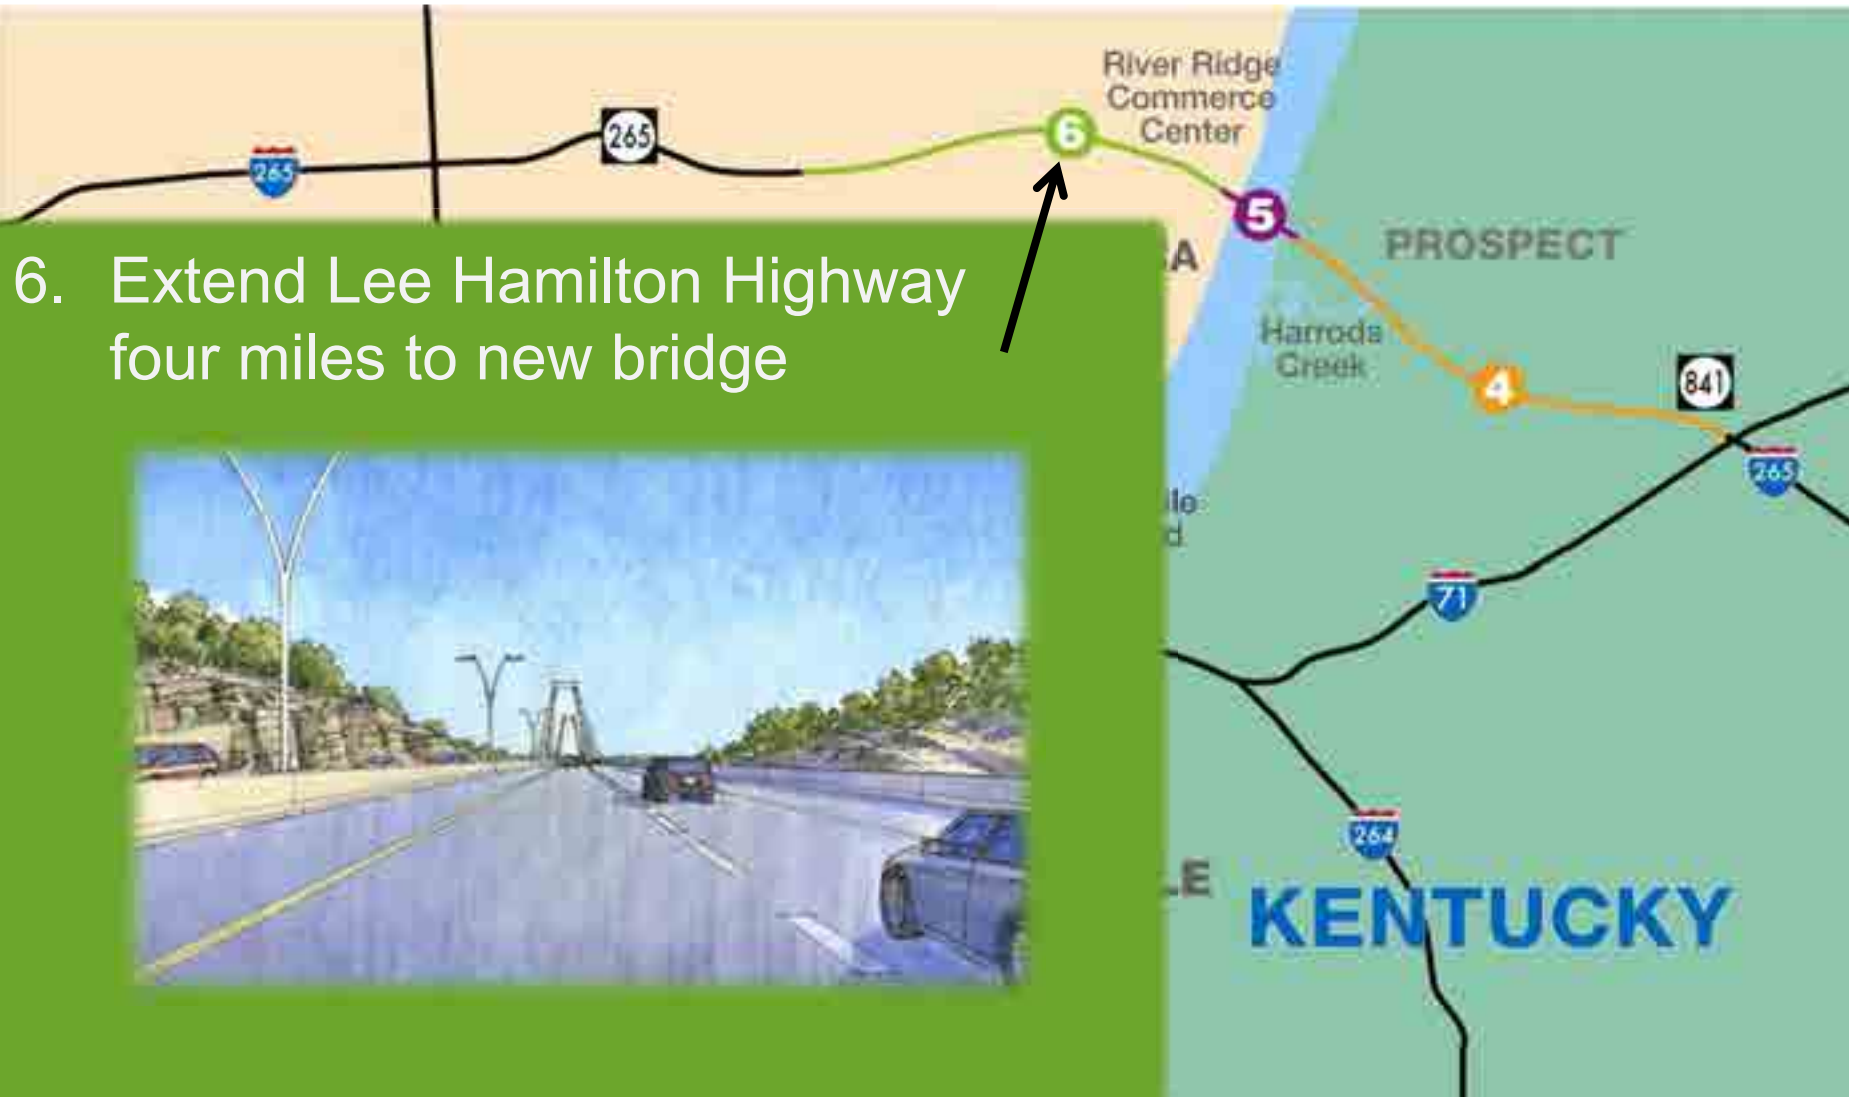 River Ridge
Commerce
Center
265
265
6
5
PROSPECT
6. Extend Lee Hamilton Highway
four miles to new bridge
A
Harrods
Creek
4
841
265
71
264
LE
KENTUCKY